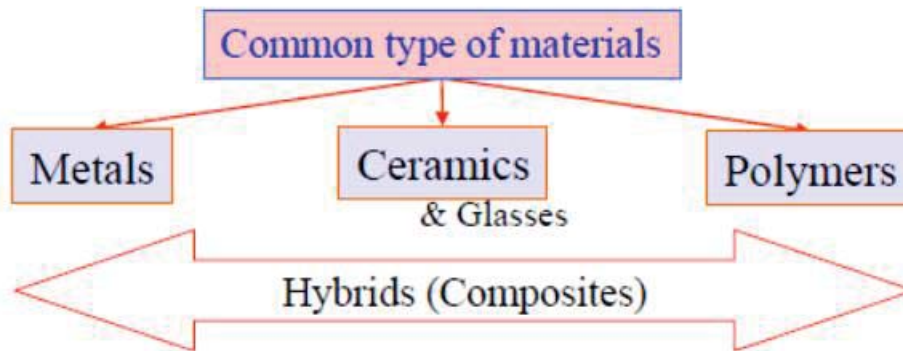 Common type of materials
Metals
Ceramics
& Glasses
Polymers
Hybrids (Composites)